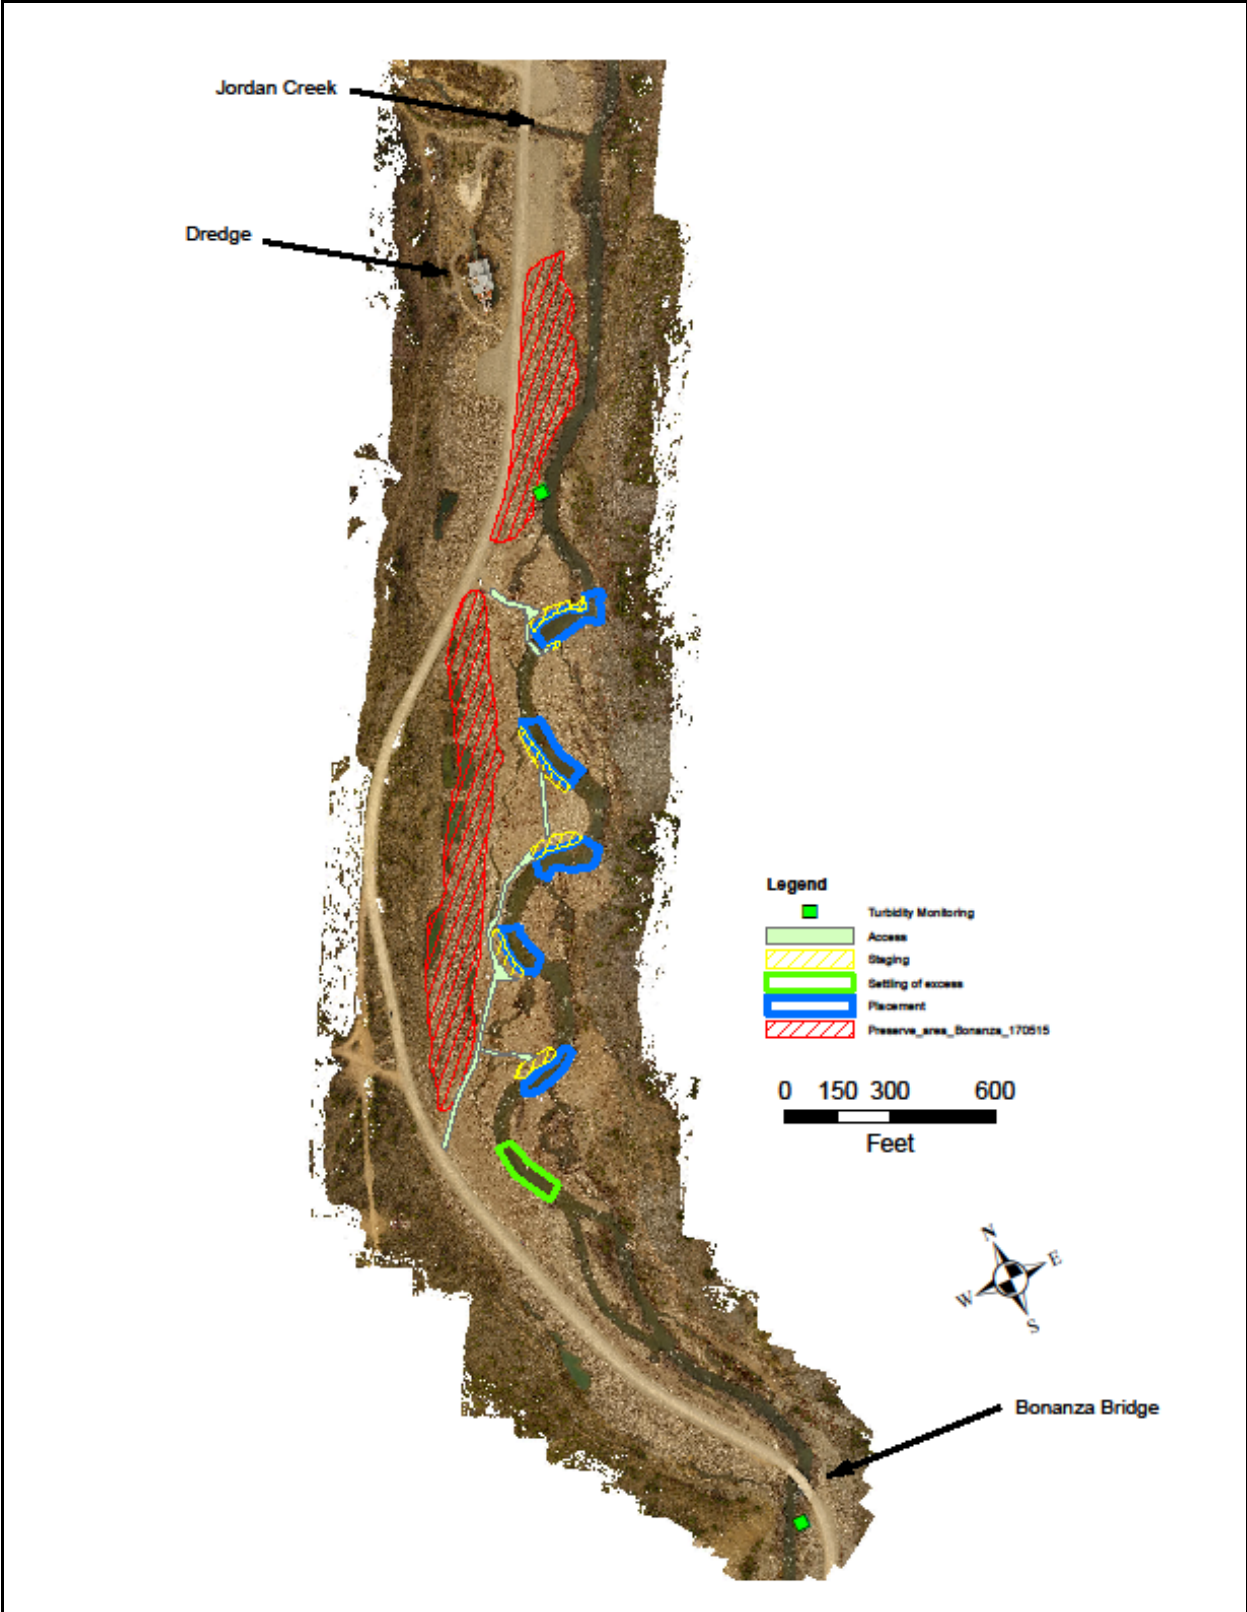 Jordan Creek
Dredge
Legend
Turbidity Monitoring
Access
Staging
Settling of excess
Placement
Preserve_area_Bonanza_170515
0 150 300 600
Feet
N
E
W
S
Bonanza Bridge